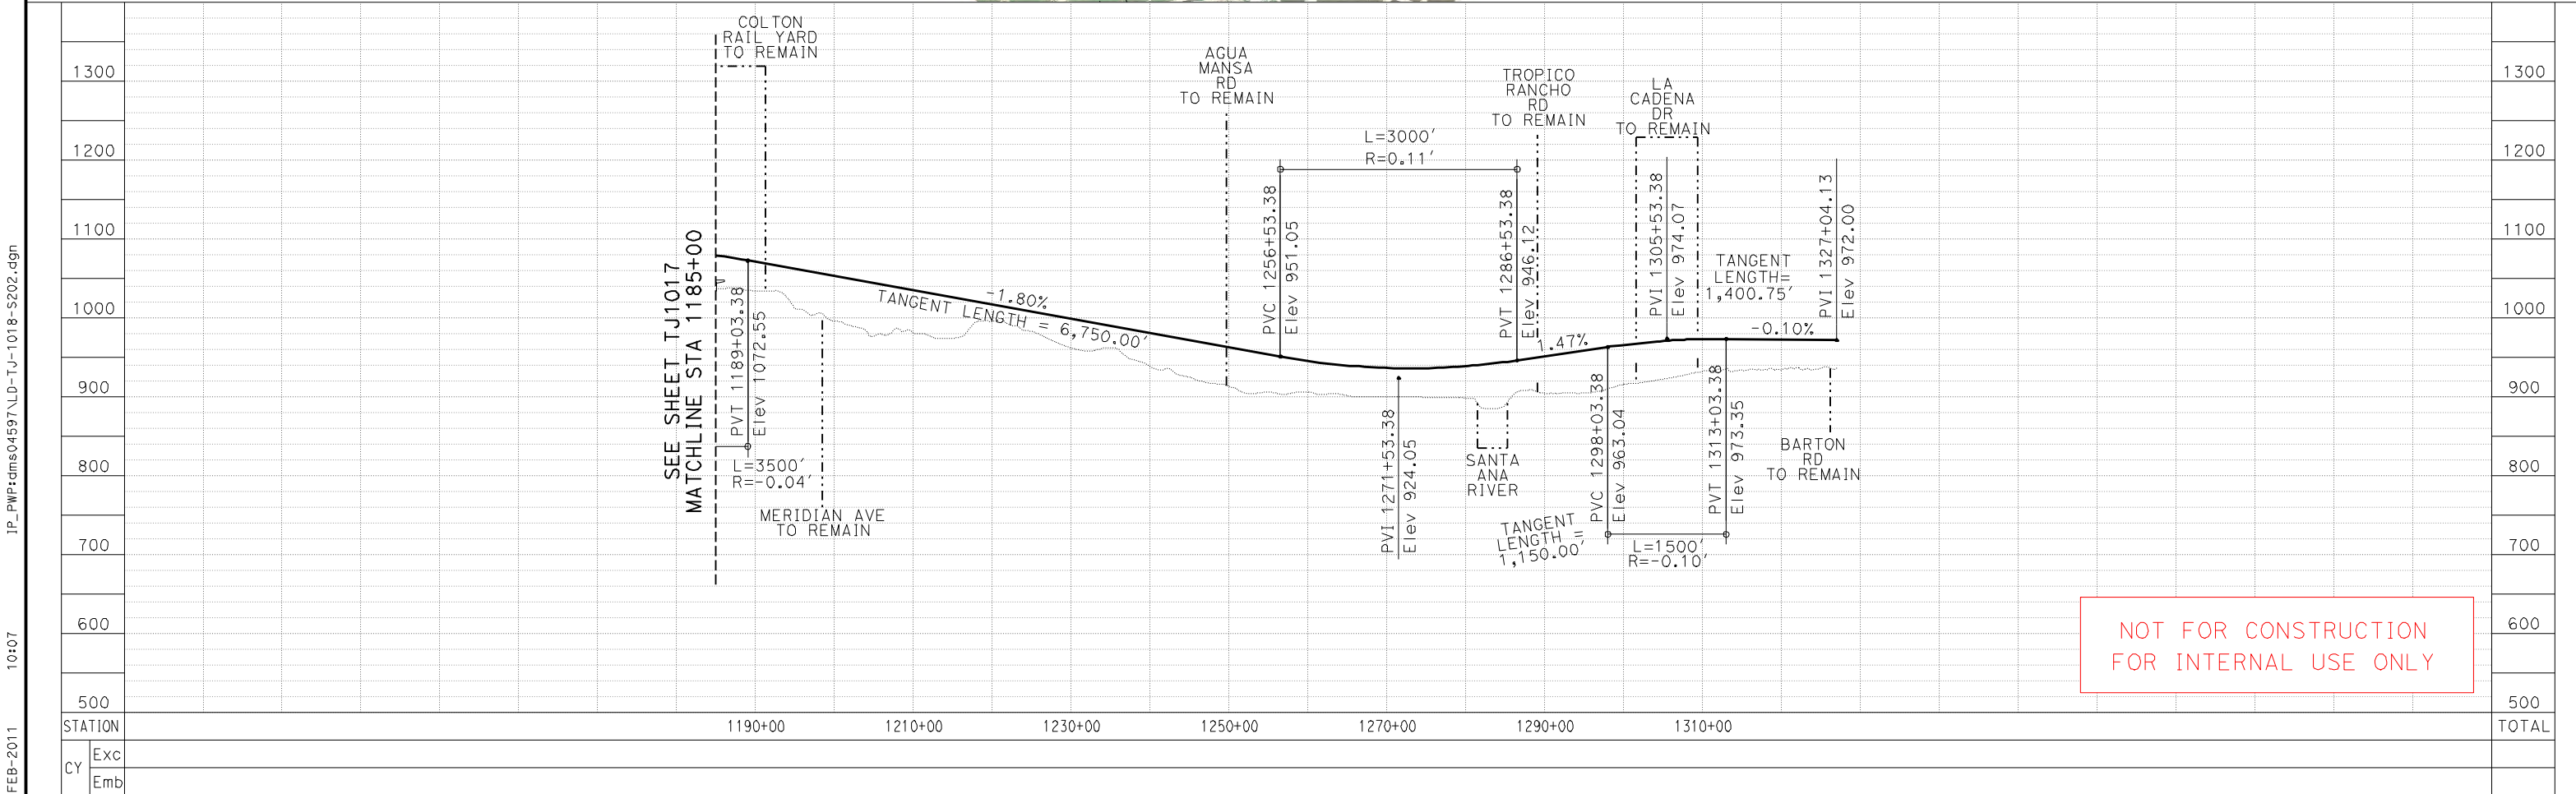 COLTON
RAIL YARD
TO REMAIN
AGUA
MANSA
RD
TO REMAIN
TROPICO
RANCHO
RD
TO REMAIN
LA
CADENA
DR
TO REMAIN
1300
1300
L=3000'
R=0.11'
1200
1200
1100
1100
1000
1000
900
900
800
800
700
700
600
600
500
500
SEE SHEET TJ1017
MATCHLINE STA 1185+00
PVT 1189+03.38
Elev 1072.55
L=3500'
R=-0.04'
MERIDIAN AVE
TO REMAIN
-1.80%
TANGENT LENGTH = 6,750.00'
PVC 1256+53.38
Elev 951.05
PVI 1271+53.38
Elev 924.05
PVT 1286+53.38
Elev 946.12
SANTA
ANA
RIVER
1.47%
TANGENT
LENGTH =
1,150.00'
PVC 1298+03.38
Elev 963.04
PVI 1305+53.38
Elev 974.07
PVT 1313+03.38
Elev 973.35
L=1500'
R=-0.10'
TANGENT
LENGTH=
1,400.75'
-0.10%
PVI 1327+04.13
Elev 972.00
BARTON
RD
TO REMAIN
NOT FOR CONSTRUCTION
FOR INTERNAL USE ONLY
STATION
1190+00
1210+00
1230+00
1250+00
1270+00
1290+00
1310+00
TOTAL
CY
Exc
Emb
FEB-2011
10:07
IP_PWP:dms04597\LD-TJ-1018-S202.dgn